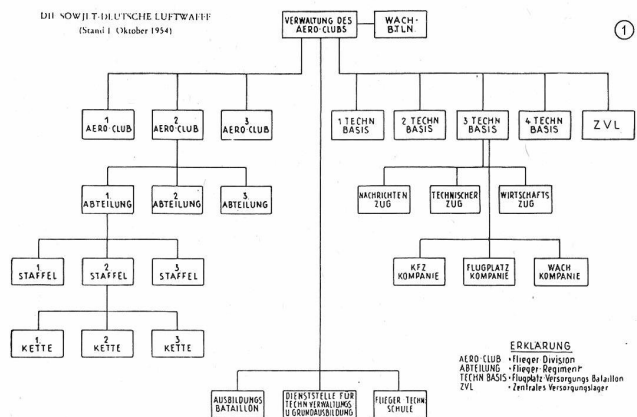 DIE SOWJET-DEUTSCHE LUFTWAFFE
(Stand 1. Oktober 1954)
VERWALTUNG DES
AERO-CLUBS
WACH-
BTLN.
1
1
AERO-CLUB
2
AERO-CLUB
3
AERO-CLUB
1 TECHN
BASIS
2 TECHN
BASIS
3 TECHN
BASIS
4 TECHN
BASIS
ZVL
1
ABTEILUNG
2
ABTEILUNG
3
ABTEILUNG
NACHRICHTEN
ZUG
TECHNISCHER
ZUG
WIRTSCHAFTS
ZUG
1.
STAFFEL
2
STAFFEL
3
STAFFEL
KFZ
KOMPANIE
FLUGPLATZ
KOMPANIE
WACH
KOMPANIE
1.
KETTE
2
KETTE
3
KETTE
ERKLÄRUNG
AERO-CLUB = Flieger-Division
ABTEILUNG = Flieger-Regiment
TECHN BASIS = Flugplatz-Versorgungs Bataillon
ZVL = Zentrales Versorgungslager
AUSBILDUNGS
BATAILLON
DIENSTSTELLE FÜR
TECHN VERWALTUNGS
U GRUNDAUSBILDUNG
FLIEGER TECHN.
SCHULE